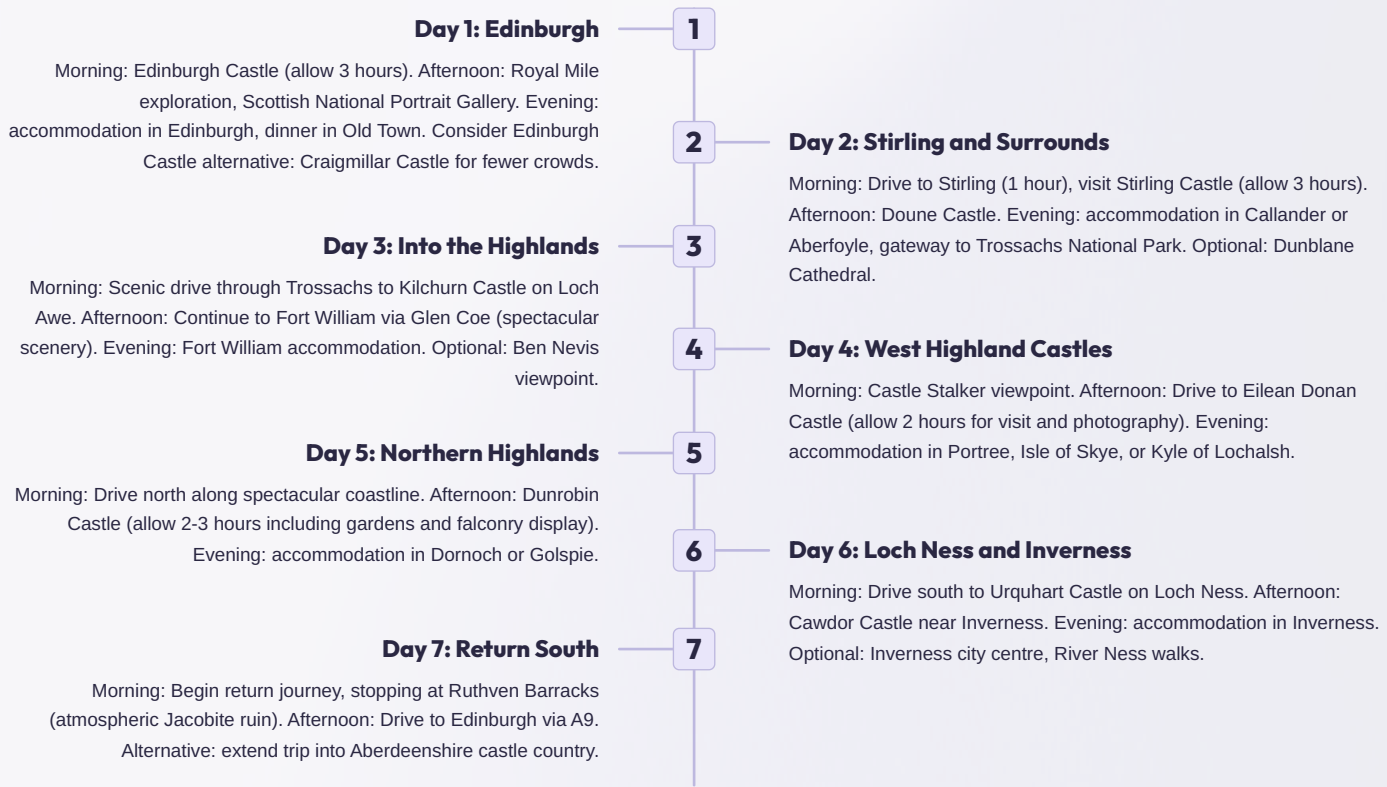 Day 1: Edinburgh
1
Morning: Edinburgh Castle (allow 3 hours). Afternoon: Royal Mile
exploration, Scottish National Portrait Gallery. Evening:
accommodation in Edinburgh, dinner in Old Town. Consider Edinburgh
Castle alternative: Craigmillar Castle for fewer crowds.
2
Day 2: Stirling and Surrounds
Morning: Drive to Stirling (1 hour), visit Stirling Castle (allow 3 hours).
Afternoon: Doune Castle. Evening: accommodation in Callander or
Aberfoyle, gateway to Trossachs National Park. Optional: Dunblane
Cathedral.
Day 3: Into the Highlands
3
Morning: Scenic drive through Trossachs to Kilchurn Castle on Loch
Awe. Afternoon: Continue to Fort William via Glen Coe (spectacular
scenery). Evening: Fort William accommodation. Optional: Ben Nevis
viewpoint.
4
Day 4: West Highland Castles
Morning: Castle Stalker viewpoint. Afternoon: Drive to Eilean Donan
Castle (allow 2 hours for visit and photography). Evening:
accommodation in Portree, Isle of Skye, or Kyle of Lochalsh.
Day 5: Northern Highlands
5
Morning: Drive north along spectacular coastline. Afternoon: Dunrobin
Castle (allow 2-3 hours including gardens and falconry display).
Evening: accommodation in Dornoch or Golspie.
6
Day 6: Loch Ness and Inverness
Morning: Drive south to Urquhart Castle on Loch Ness. Afternoon:
Cawdor Castle near Inverness. Evening: accommodation in Inverness.
Optional: Inverness city centre, River Ness walks.
Day 7: Return South
7
Morning: Begin return journey, stopping at Ruthven Barracks
(atmospheric Jacobite ruin). Afternoon: Drive to Edinburgh via A9.
Alternative: extend trip into Aberdeenshire castle country.